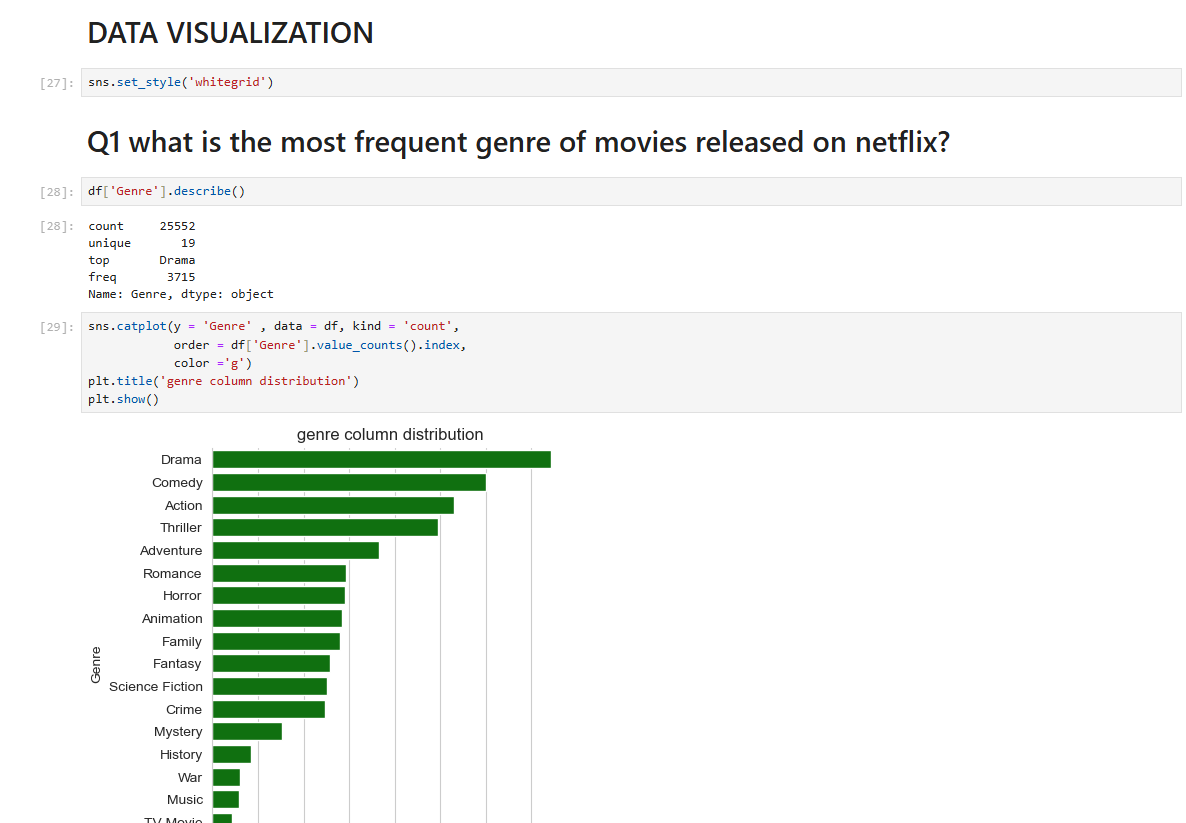 DATA VISUALIZATION
[27]: sns.set_style('whitegrid')
Q1 what is the most frequent genre of movies released on netflix?
[28]: df['Genre'].describe()
[28]: count     25552
unique       19
top       Drama
freq       3715
Name: Genre, dtype: object
[29]: sns.catplot(y = 'Genre' , data = df, kind = 'count',
            order = df['Genre'].value_counts().index,
            color ='g')
plt.title('genre column distribution')
plt.show()
genre column distribution
Drama
Comedy
Action
Thriller
Adventure
Romance
Horror
Animation
Family
Genre
Fantasy
Science Fiction
Crime
Mystery
History
War
Music
TV Movie